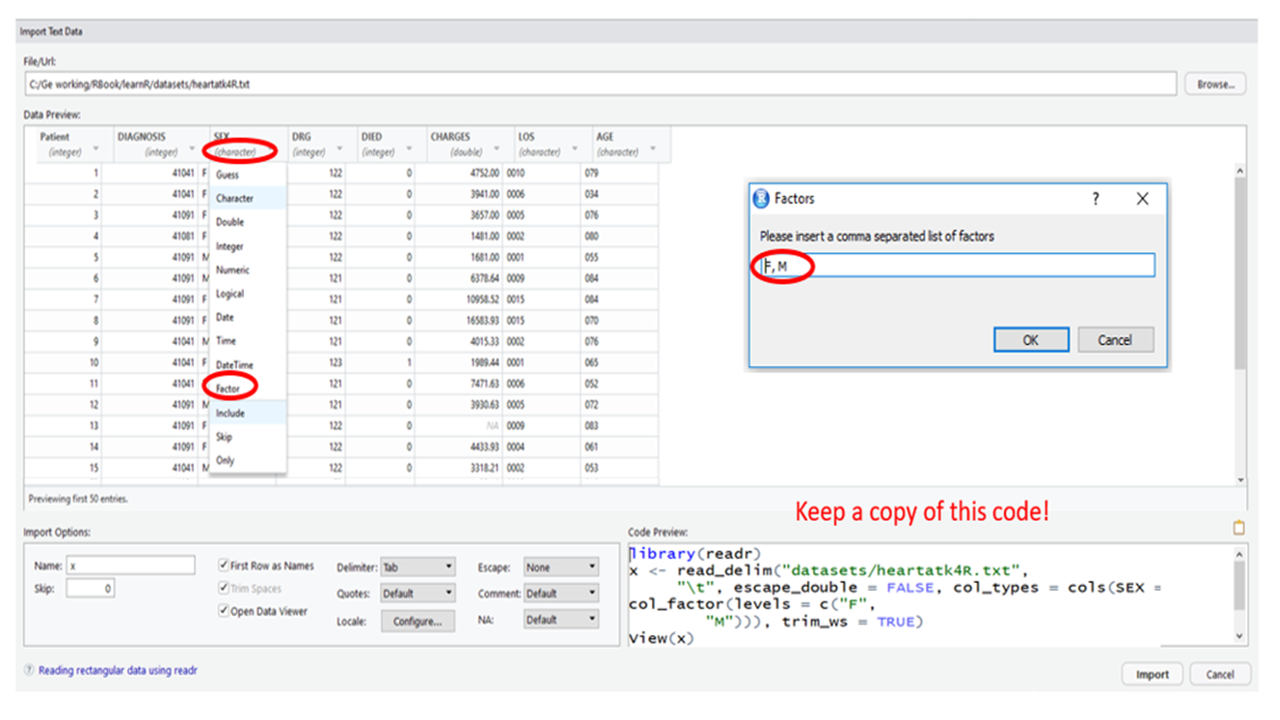 Import Text Data
File/Url:
C:/Ge working/RBook/learnR/datasets/heartatk4R.txt
Browse...
Data Preview:
Patient DIAGNOSIS SEX DRG DIED CHARGES LOS AGE
(integer) (integer) (character) (integer) (integer) (double) (character) (character)
1 41041 F Guess 122 0 4752.00 0010 079
2 41041 F Character 122 0 3941.00 0006 034
3 41091 F Double 122 0 3657.00 0005 076
4 41081 F Integer 122 0 1481.00 0002 080
5 41091 M 122 0 1681.00 0001 055
6 41091 M Numeric 121 0 6378.64 0009 084
7 41091 F Logical 121 0 10958.52 0015 084
8 41091 F Date 121 0 16583.93 0015 070
9 41041 M Time 121 0 4015.33 0002 076
10 41041 F DateTime 123 1 1989.44 0001 065
11 41041 Factor 121 0 7471.63 0006 052
12 41091 M Include 121 0 3930.63 0005 072
13 41091 F 122 0 NA 0009 083
14 41091 F Skip 122 0 4433.93 0004 061
15 41041 M Only 122 0 3318.21 0002 053
Previewing first 50 entries.
Factors ?
Please insert a comma separated list of factors
F, M
OK Cancel
Keep a copy of this code!
Import Options:
Name: x
Skip: 0
First Row as Names
Trim Spaces
Open Data Viewer
Delimiter: Tab
Quotes: Default
Locale: Configure...
Escape: None
Comment: Default
NA: Default
Code Preview:
library(readr)
x <- read_delim("datasets/heartatk4R.txt",
"\t", escape_double = FALSE, col_types = cols(SEX =
col_factor(levels = c("F",
"M"))), trim_ws = TRUE)
View(x)
? Reading rectangular data using readr
Import Cancel